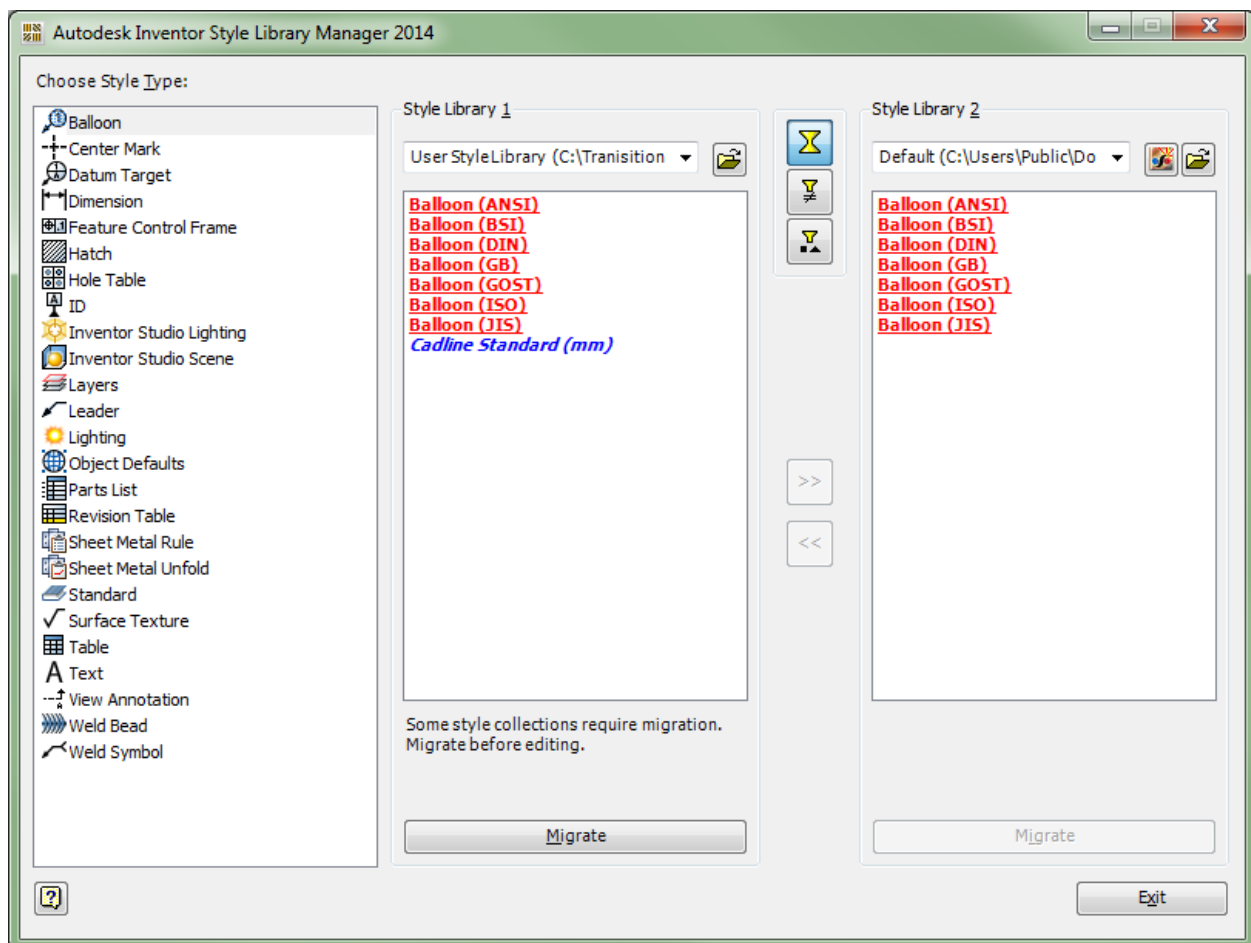 Autodesk Inventor Style Library Manager 2014
Choose Style Type:
Balloon
Center Mark
Datum Target
Dimension
Feature Control Frame
Hatch
Hole Table
ID
Inventor Studio Lighting
Inventor Studio Scene
Layers
Leader
Lighting
Object Defaults
Parts List
Revision Table
Sheet Metal Rule
Sheet Metal Unfold
Standard
Surface Texture
Table
Text
View Annotation
Weld Bead
Weld Symbol
Style Library 1
User StyleLibrary (C:\Tranisition
Balloon (ANSI)
Balloon (BSI)
Balloon (DIN)
Balloon (GB)
Balloon (GOST)
Balloon (ISO)
Balloon (JIS)
Cadline Standard (mm)
Some style collections require migration.
Migrate before editing.
Migrate
>>
<<
Style Library 2
Default (C:\Users\Public\Do
Balloon (ANSI)
Balloon (BSI)
Balloon (DIN)
Balloon (GB)
Balloon (GOST)
Balloon (ISO)
Balloon (JIS)
Migrate
Exit